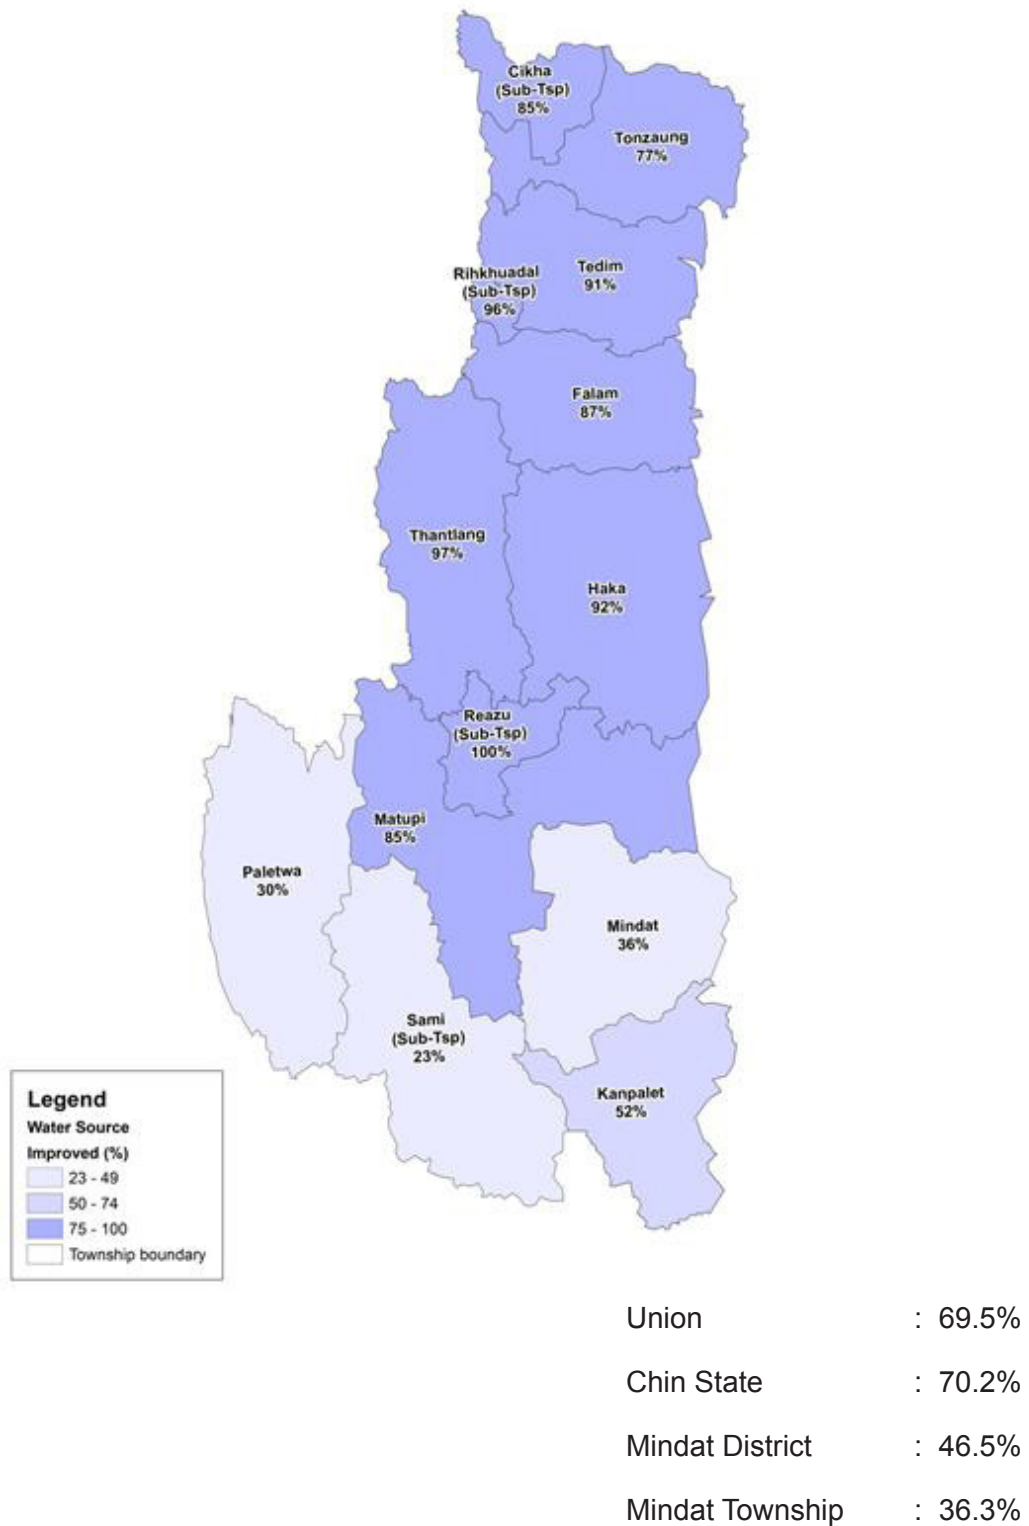 Cikha
(Sub-Tsp)
85%
Tonzaung
77%
Rihkhuadal
(Sub-Tsp)
96%
Tedim
91%
Falam
87%
Thantlang
97%
Haka
92%
Reazu
(Sub-Tsp)
100%
Matupi
85%
Paletwa
30%
Mindat
36%
Sami
(Sub-Tsp)
23%
Kanpalet
52%
Legend
Water Source
Improved (%)
23 - 49
50 - 74
75 - 100
Township boundary
Union : 69.5%
Chin State : 70.2%
Mindat District : 46.5%
Mindat Township : 36.3%